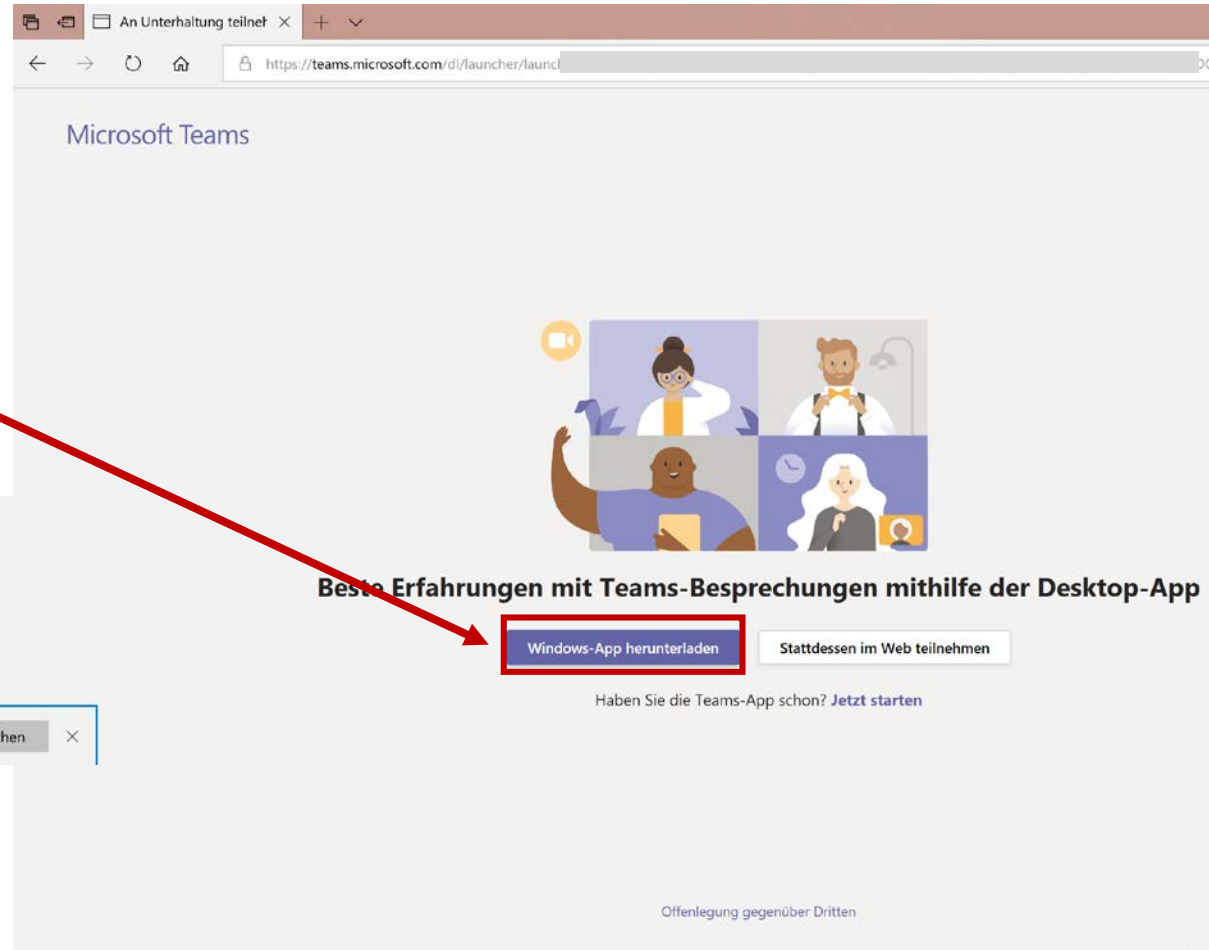 An Unterhaltung teilneh
https://teams.microsoft.com/dl/launcher/launcl
Microsoft Teams
Beste Erfahrungen mit Teams-Besprechungen mithilfe der Desktop-App
Windows-App herunterladen
Stattdessen im Web teilnehmen
Haben Sie die Teams-App schon? Jetzt starten
hen
Offenlegung gegenüber Dritten